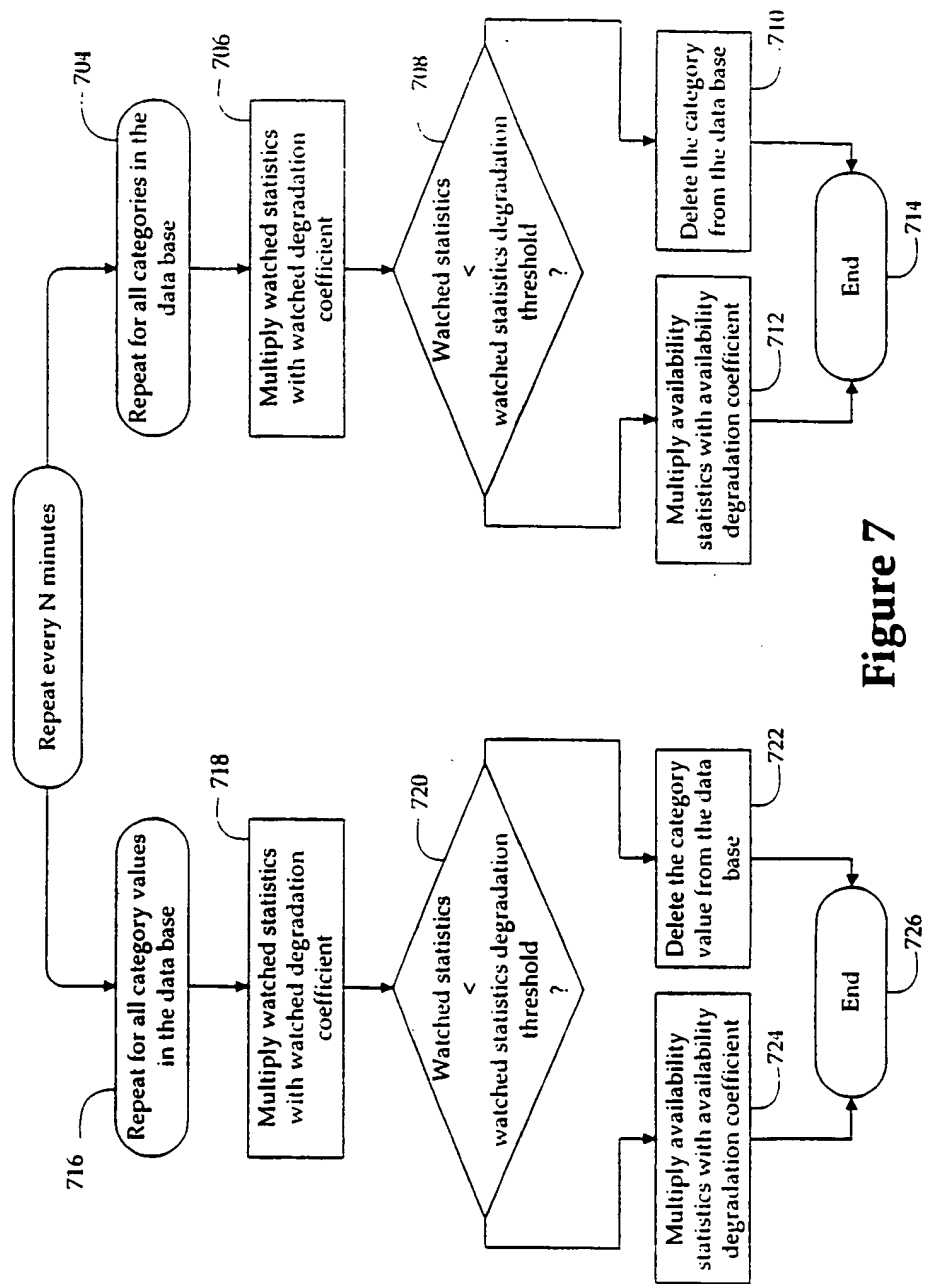 Repeat every N minutes
716
Repeat for all category values
in the data base
718
Multiply watched statistics
with watched degradation
coefficient
720
Watched statistics
<
watched statistics degradation
threshold
?
724
Multiply availability
statistics with availability
degradation coefficient
722
Delete the category
value from the data
base
End
726
704
Repeat for all categories in the
data base
706
Multiply watched statistics
with watched degradation
coefficient
708
Watched statistics
<
watched statistics degradation
threshold
?
712
Multiply availability
statistics with availability
degradation coefficient
710
Delete the category
from the data base
End
714
Figure 7